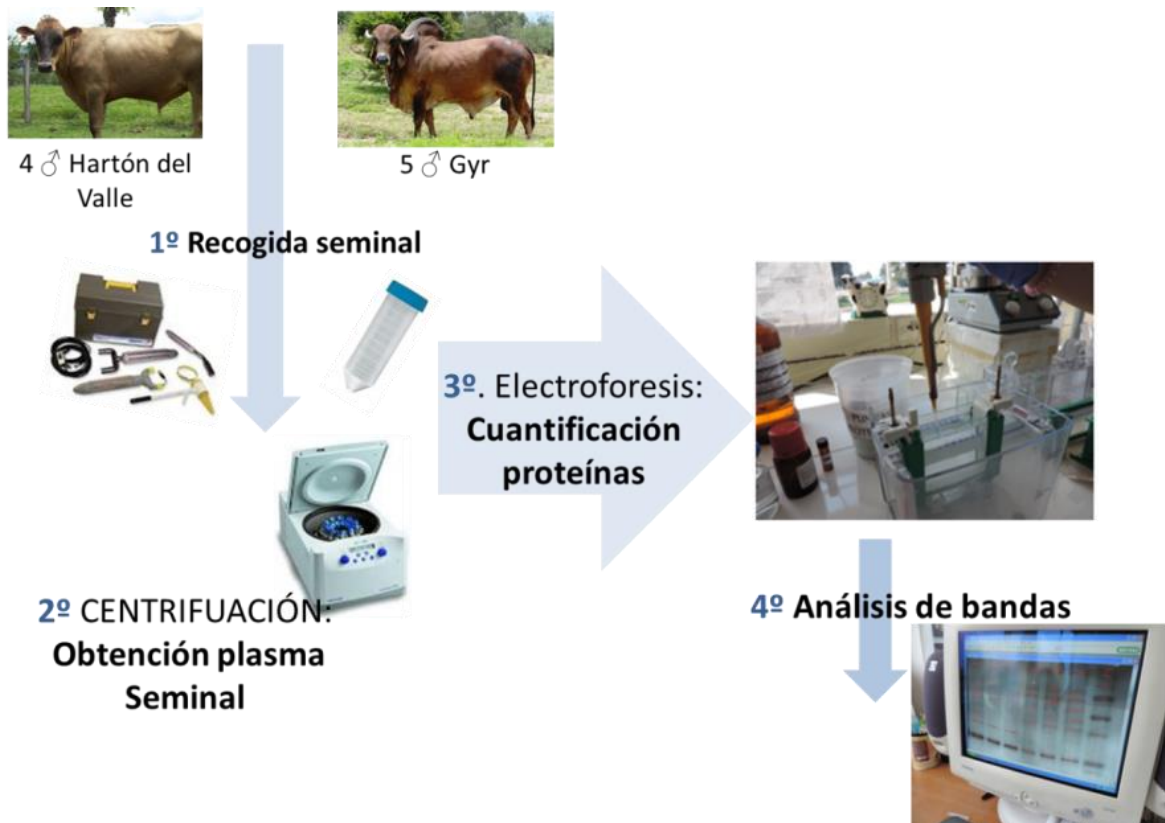 4 ♂ Hartón del
Valle
5 ♂ Gyr
1º Recogida seminal
3º. Electroforesis:
Cuantificación
proteínas
2º CENTRIFUACIÓN:
Obtención plasma
Seminal
4º Análisis de bandas